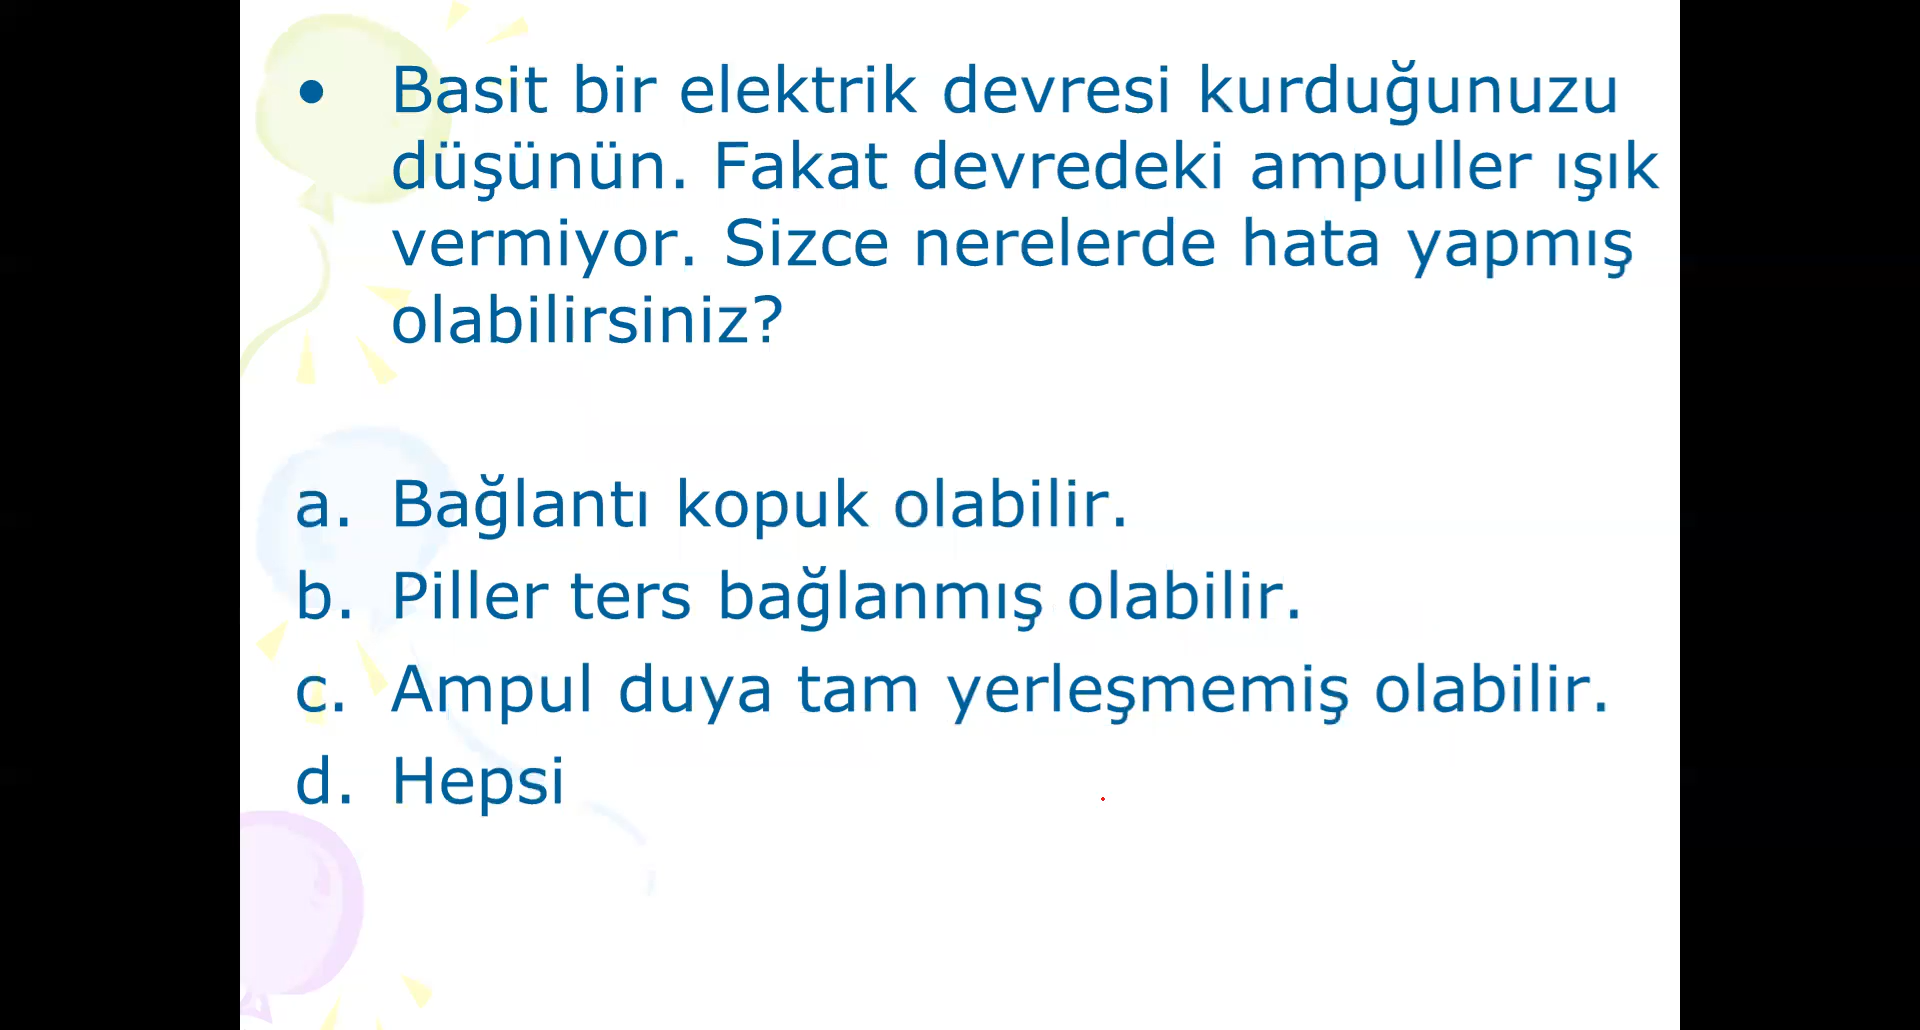 • Basit bir elektrik devresi kurduğunuzu
düşünün. Fakat devredeki ampuller ışık
vermiyor. Sizce nerelerde hata yapmış
olabilirsiniz?
a. Bağlantı kopuk olabilir.
b. Piller ters bağlanmış olabilir.
c. Ampul duya tam yerleşmemiş olabilir.
d. Hepsi